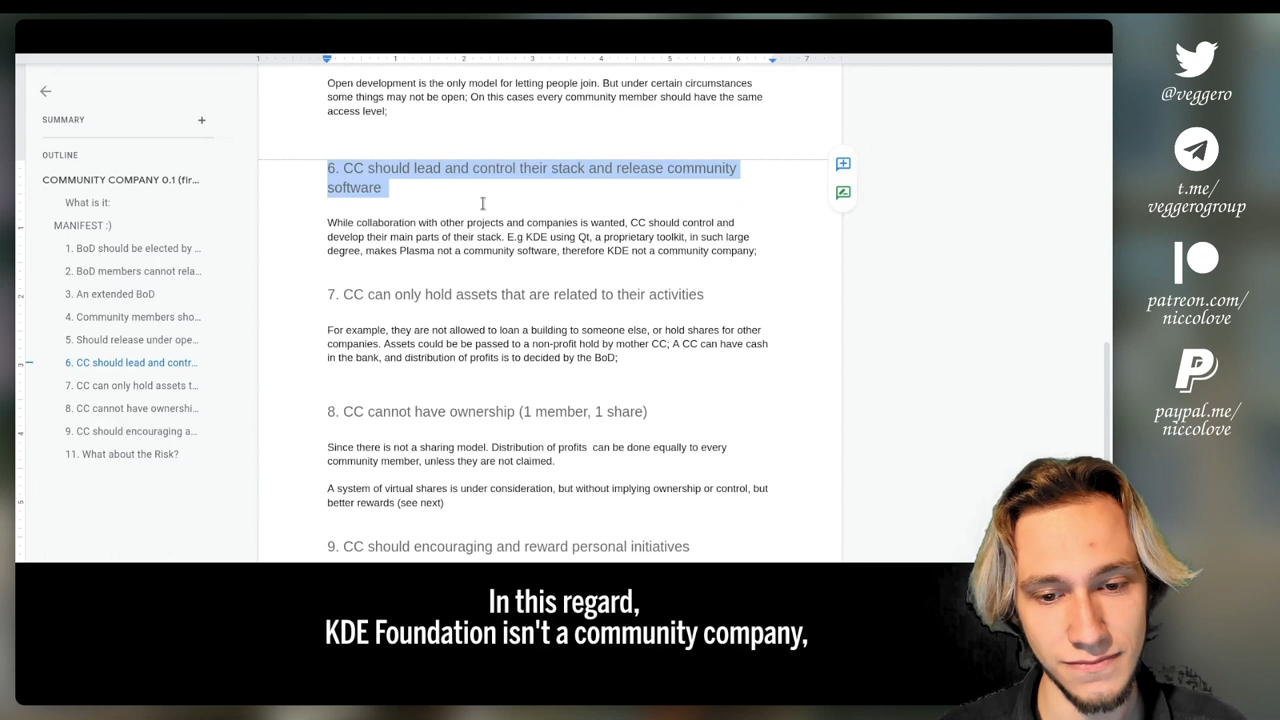 1 1 2 3 4 5 6 7
Open development is the only model for letting people join. But under certain circumstances
some things may not be open; On this cases every community member should have the same
access level;
SUMMARY +
OUTLINE
COMMUNITY COMPANY 0.1 (fir...
What is it:
MANIFEST :)
1. BoD should be elected by ...
2. BoD members cannot rela...
3. An extended BoD
4. Community members sho...
5. Should release under ope...
6. CC should lead and contr...
7. CC can only hold assets t...
8. CC cannot have ownershi...
9. CC should encouraging a...
11. What about the Risk?
6. CC should lead and control their stack and release community
software
While collaboration with other projects and companies is wanted, CC should control and
develop their main parts of their stack. E.g KDE using Qt, a proprietary toolkit, in such large
degree, makes Plasma not a community software, therefore KDE not a community company;
7. CC can only hold assets that are related to their activities
For example, they are not allowed to loan a building to someone else, or hold shares for other
companies. Assets could be be passed to a non-profit hold by mother CC; A CC can have cash
in the bank, and distribution of profits is to decided by the BoD;
8. CC cannot have ownership (1 member, 1 share)
Since there is not a sharing model. Distribution of profits  can be done equally to every
community member, unless they are not claimed.
A system of virtual shares is under consideration, but without implying ownership or control, but
better rewards (see next)
9. CC should encouraging and reward personal initiatives
In this regard,
KDE Foundation isn't a community company,
@veggero
t.me/
veggerogroup
patreon.com/
niccolove
paypal.me/
niccolove